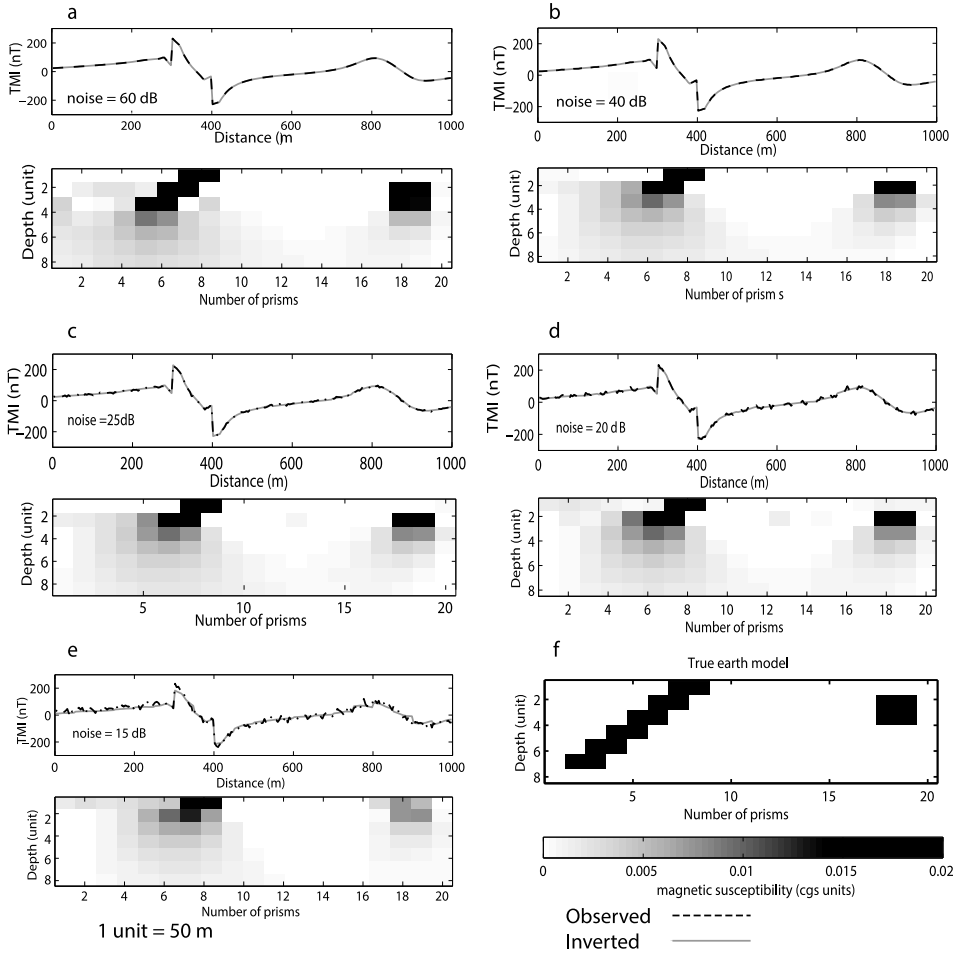 a
TMI (nT)
200
0
−200
noise = 60 dB
0 200 400 600 800 1000
Distance (m
Depth (unit)
2
4
6
8
2 4 6 8 10 12 14 16 18 20
Number of prisms
b
TMI (nT)
200
0
−200
noise = 40 dB
0 200 400 600 800 1000
Distance (m)
Depth (unit)
2
4
6
8
2 4 6 8 10 12 14 16 18 20
Number of prism s
c
TMI (nT)
200
0
−200
noise =25dB
0 200 400 600 800 1000
Distance (m)
Depth (unit)
2
4
6
8
5 10 15 20
Number of prisms
d
TMI (nT)
200
0
−200
noise = 20 dB
0 200 400 600 800 1000
Distance (m)
Depth (unit)
2
4
6
8
2 4 6 8 10 12 14 16 18 20
Number of prisms
e
TMI (nT)
200
0
−200
noise = 15 dB
0 200 400 600 800 1000
Distance (m)
Depth (unit)
2
4
6
8
2 4 6 8 10 12 14 16 18 20
Number of prisms
1 unit = 50 m
f
True earth model
Depth (unit)
2
4
6
8
5 10 15 20
Number of prisms
0 0.005 0.010 0.015 0.02
magnetic susceptibility (cgs units)
Observed
Inverted